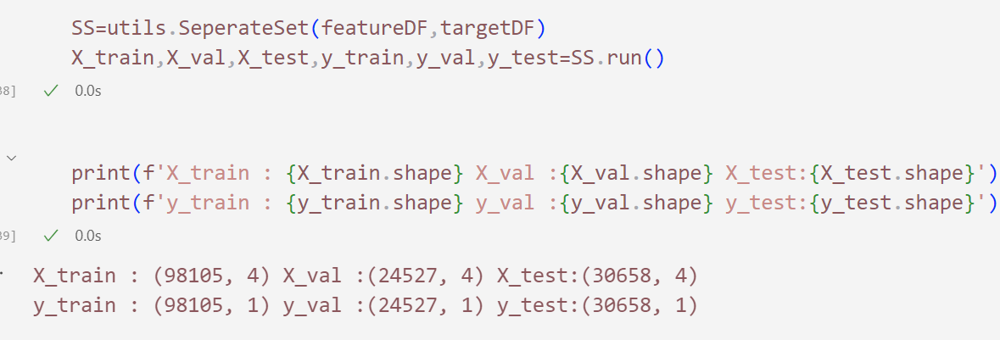 SS=utils.SeperateSet(featureDF,targetDF)
X_train,X_val,X_test,y_train,y_val,y_test=SS.run()
8] 0.0s
print(f'X_train : {X_train.shape} X_val :{X_val.shape} X_test:{X_test.shape}')
print(f'y_train : {y_train.shape} y_val :{y_val.shape} y_test:{y_test.shape}')
9] 0.0s
X_train : (98105, 4) X_val :(24527, 4) X_test:(30658, 4)
y_train : (98105, 1) y_val :(24527, 1) y_test:(30658, 1)